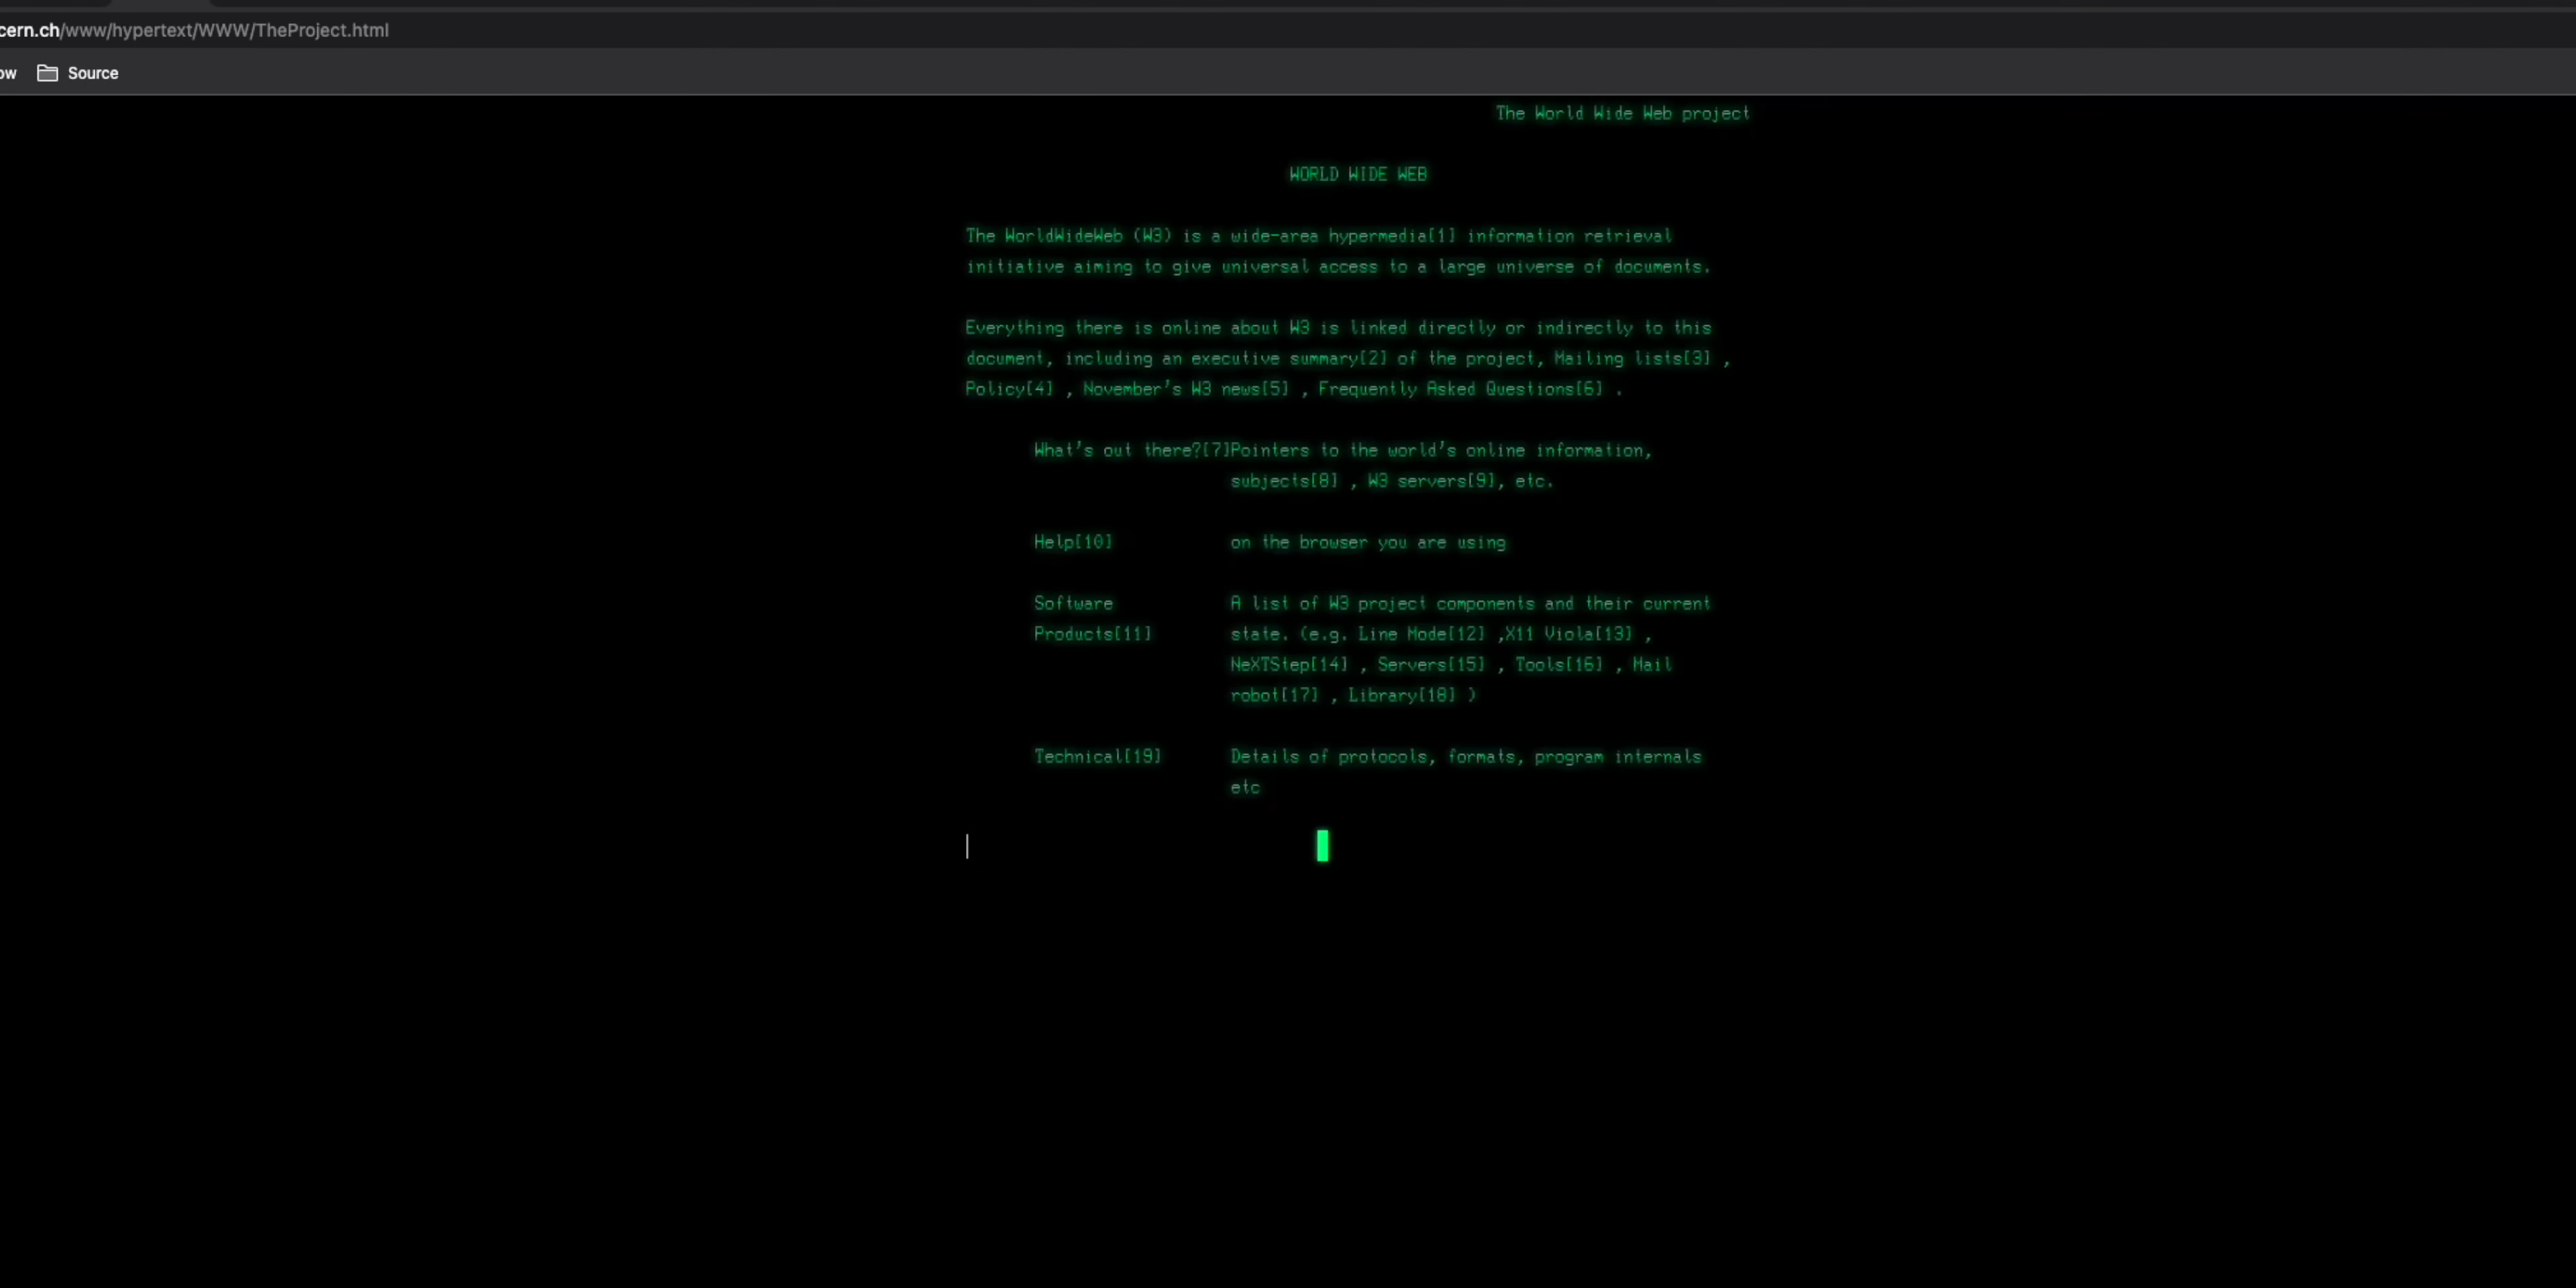 cern.ch/www/hypertext/WWW/TheProject.html
ow Source
The World Wide Web project
WORLD WIDE WEB
The WorldWideWeb (W3) is a wide-area hypermedia[1] information retrieval
initiative aiming to give universal access to a large universe of documents.
Everything there is online about W3 is linked directly or indirectly to this
document, including an executive summary[2] of the project, Mailing lists[3] ,
Policy[4] , November's W3 news[5] , Frequently Asked Questions[6] .
What's out there?[7]Pointers to the world's online information,
subjects[8] , W3 servers[9], etc.
Help[10] on the browser you are using
Software A list of W3 project components and their current
Products[11] state. (e.g. Line Mode[12] ,X11 Viola[13] ,
NeXTStep[14] , Servers[15] , Tools[16] , Mail
robot[17] , Library[18] )
Technical[19] Details of protocols, formats, program internals
etc